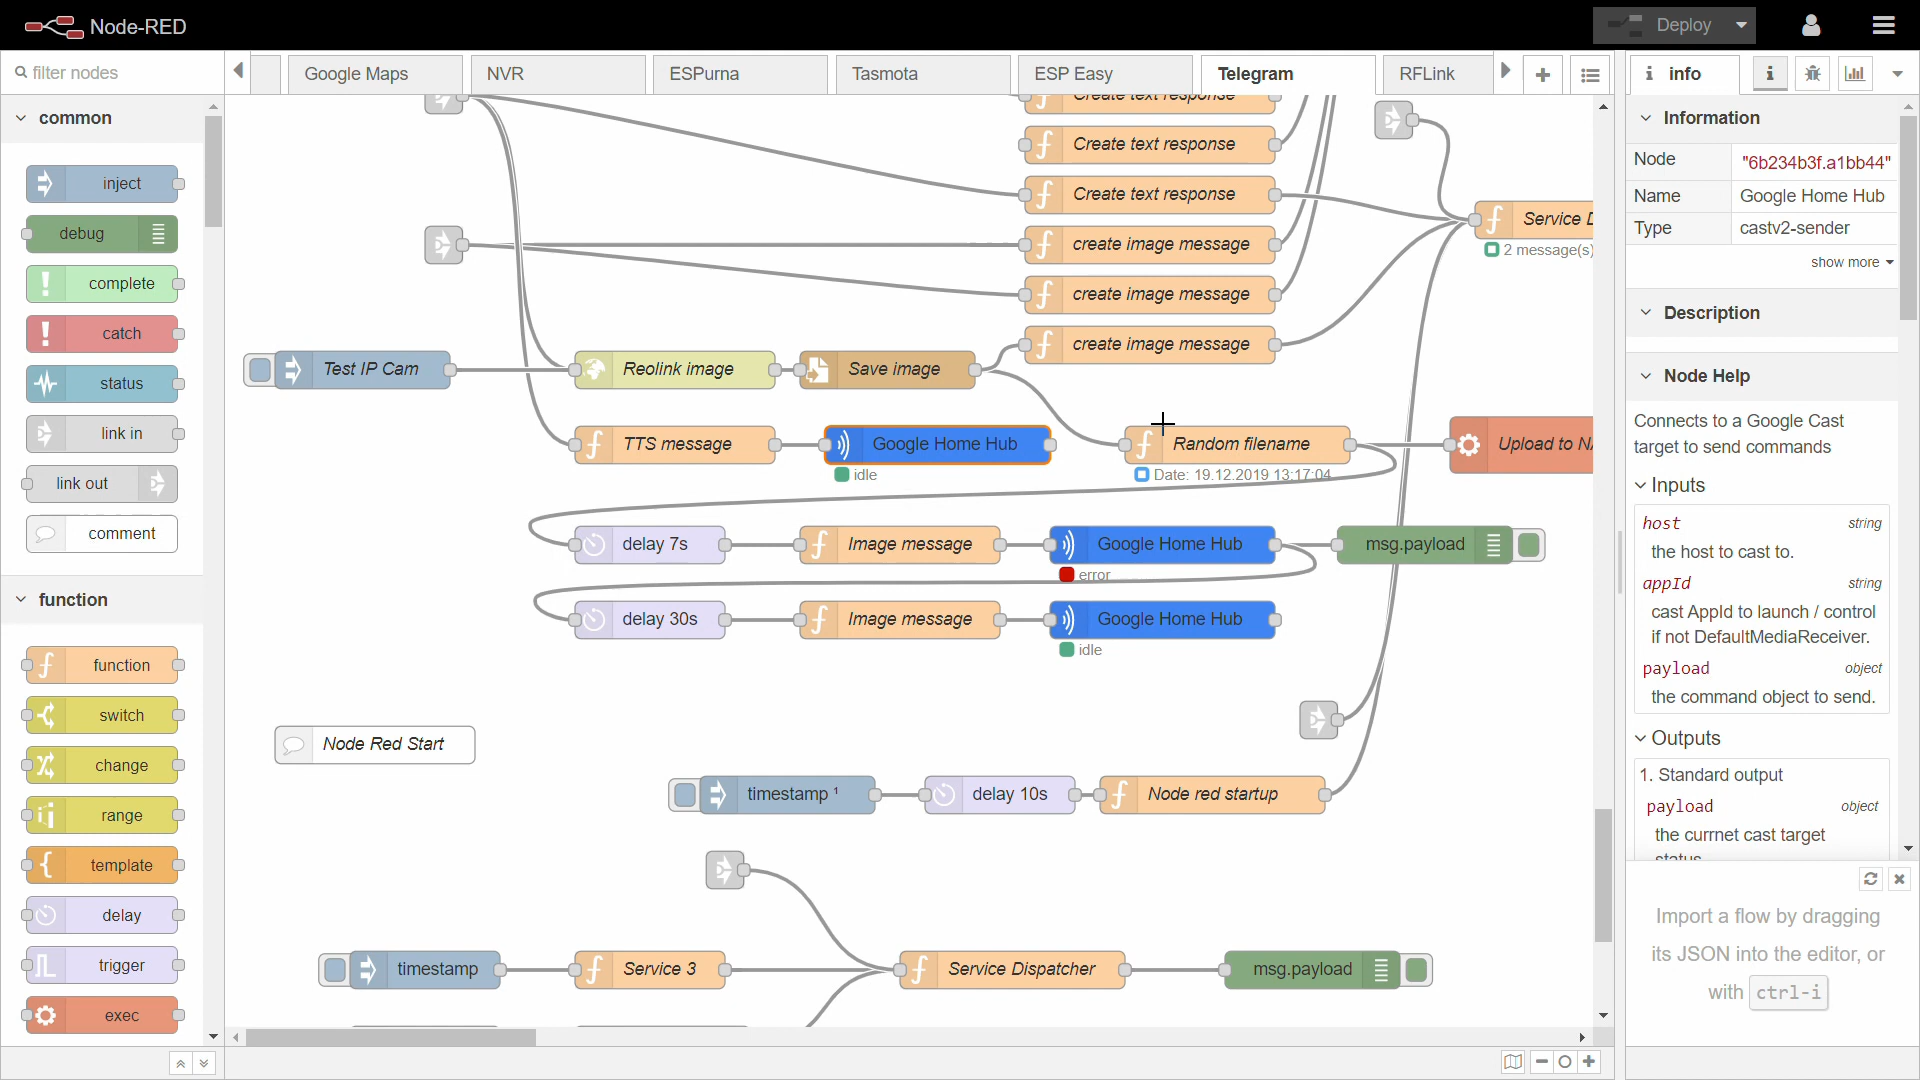 Node-RED
Deploy
filter nodes
Google Maps
NVR
ESPurna
Tasmota
ESP Easy
Telegram
RFLink
info
common
inject
debug
complete
catch
status
link in
link out
comment
function
function
switch
change
range
template
delay
trigger
exec
Create text response
Create text response
Create text response
create image message
create image message
create image message
Service D
2 message(s)
Test IP Cam
Reolink image
Save image
TTS message
Google Home Hub
idle
Random filename
Date: 19.12.2019 13:17:04
Upload to NA
delay 7s
Image message
Google Home Hub
error
msg.payload
delay 30s
Image message
Google Home Hub
idle
Node Red Start
timestamp ¹
delay 10s
Node red startup
timestamp
Service 3
Service Dispatcher
msg.payload
Information
Node "6b234b3f.a1bb44"
Name Google Home Hub
Type castv2-sender
show more
Description
Node Help
Connects to a Google Cast
target to send commands
Inputs
host string
the host to cast to.
appId string
cast AppId to launch / control
if not DefaultMediaReceiver.
payload object
the command object to send.
Outputs
1. Standard output
payload object
the currnet cast target
status
Import a flow by dragging
its JSON into the editor, or
with ctrl-i